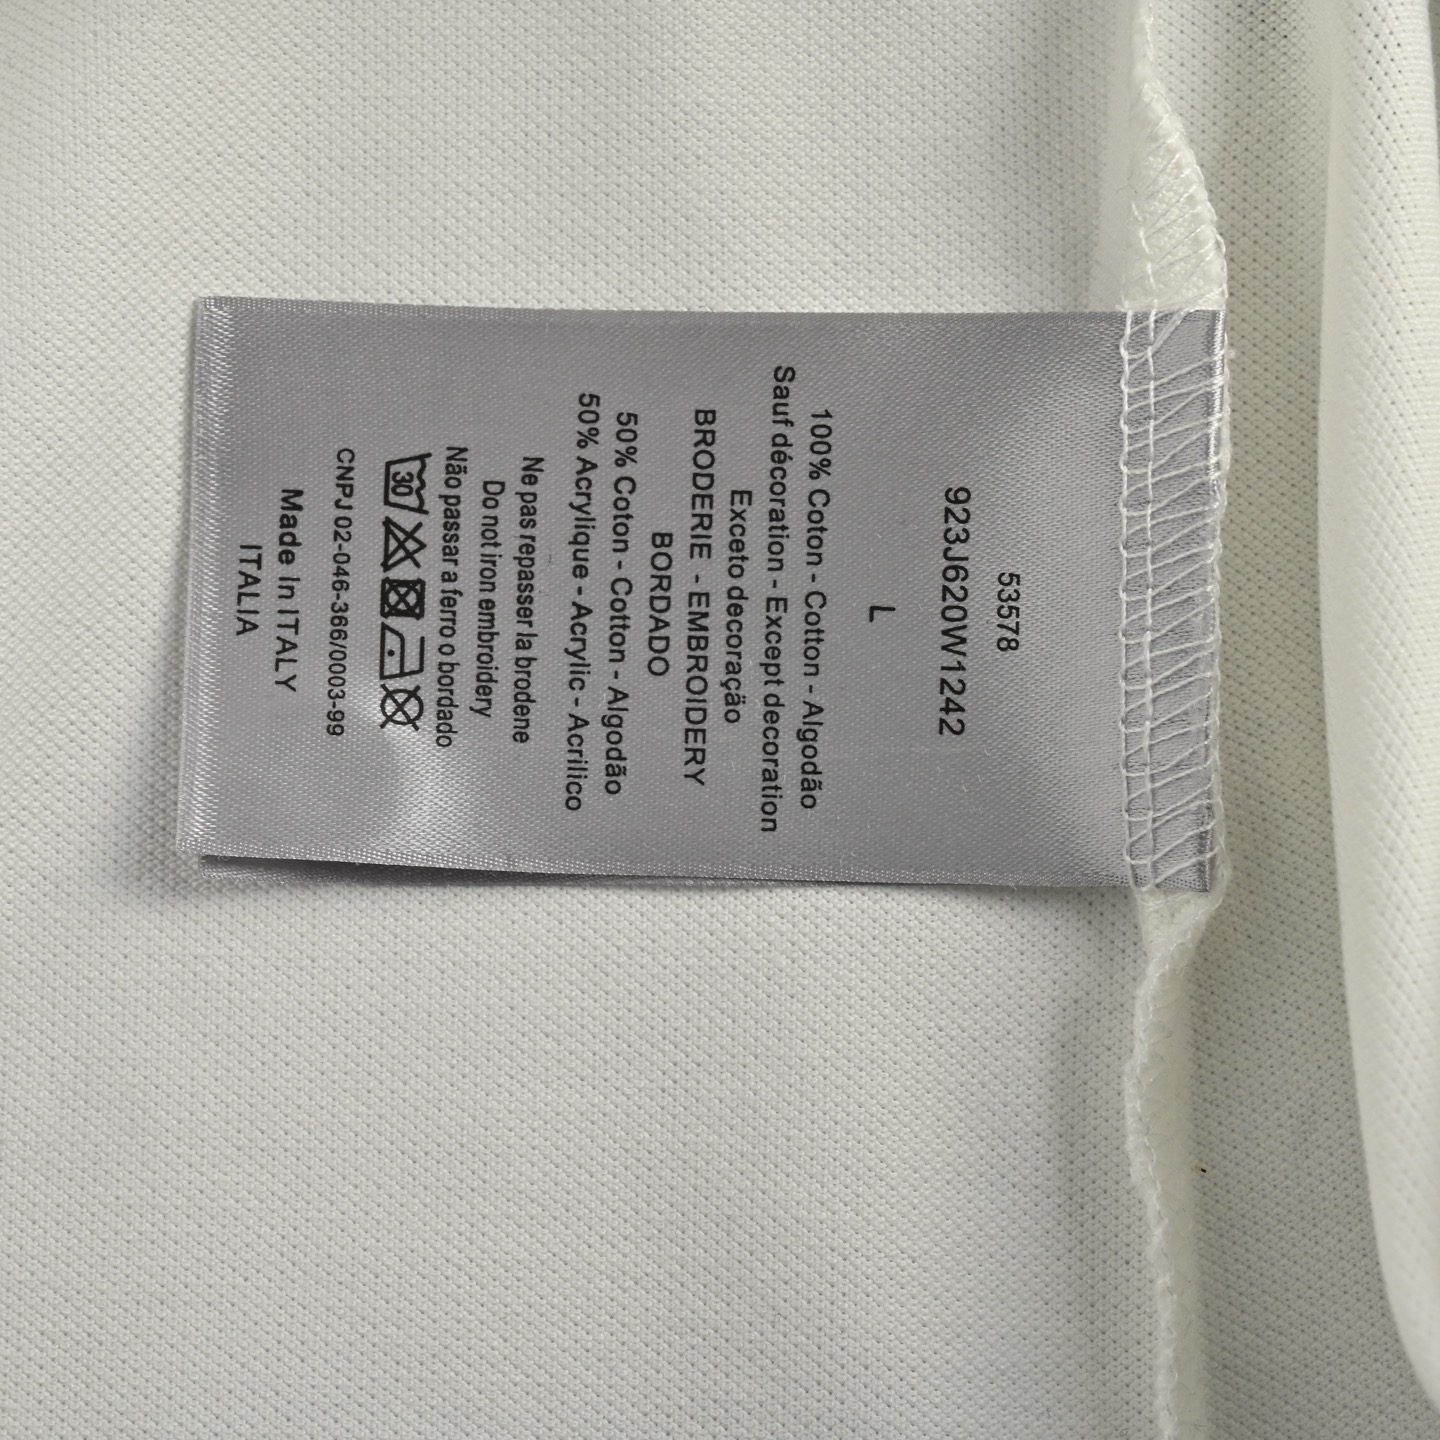 53578
923J620W1242
L
100% Coton - Cotton - Algodão
Sauf décoration - Except decoration
Exceto decoração
BRODERIE - EMBROIDERY
BORDADO
50% Coton - Cotton - Algodão
50% Acrylique - Acrylic - Acrilico
Ne pas repasser la brodene
Do not iron embroidery
Não passar a ferro o bordado
30
CNPJ 02-046-366/0003-99
Made In ITALY
ITALIA